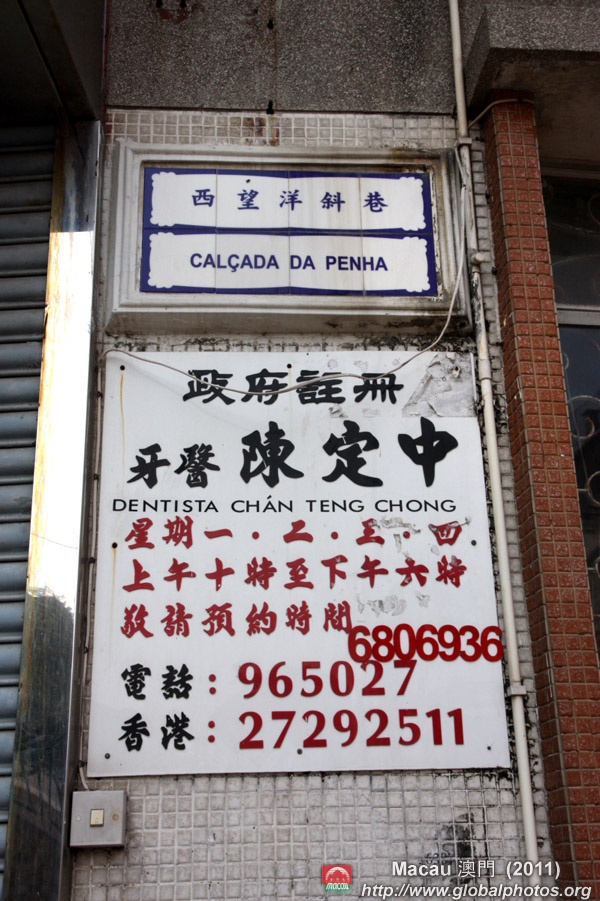 西望洋斜巷
CALÇADA DA PENHA
政府註冊
牙醫 陳定中
DENTISTA CHÁN TENG CHONG
星期一·二·三·四
上午十時至下午六時
敬請預約時間
6806936
電話:965027
香港:27292511
MACAU
Macau 澳門 (2011)
http://www.globalphotos.org